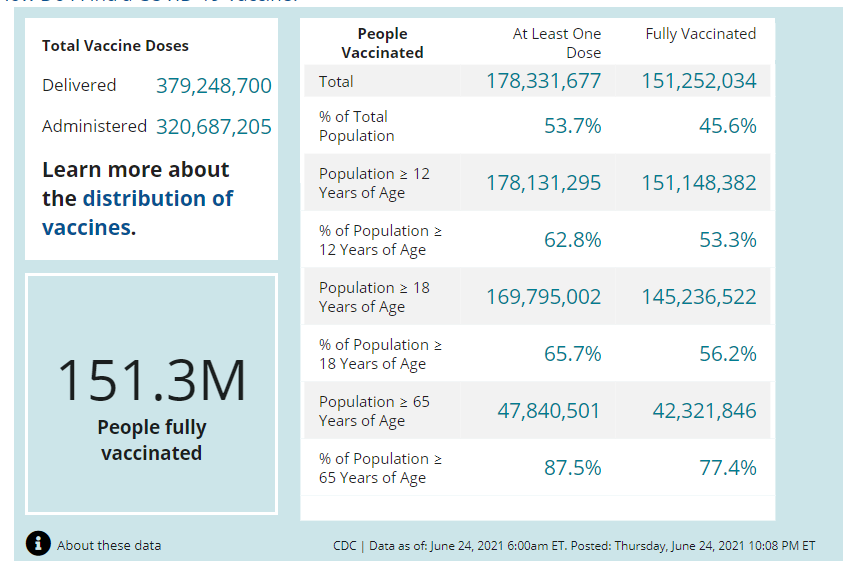 Total Vaccine Doses
Delivered 379,248,700
Administered 320,687,205
Learn more about
the distribution of
vaccines.
151.3M
People fully
vaccinated
People
Vaccinated
At Least One
Dose
Fully Vaccinated
Total 178,331,677 151,252,034
% of Total
Population
53.7% 45.6%
Population ≥ 12
Years of Age
178,131,295 151,148,382
% of Population ≥
12 Years of Age
62.8% 53.3%
Population ≥ 18
Years of Age
169,795,002 145,236,522
% of Population ≥
18 Years of Age
65.7% 56.2%
Population ≥ 65
Years of Age
47,840,501 42,321,846
% of Population ≥
65 Years of Age
87.5% 77.4%
i About these data
CDC | Data as of: June 24, 2021 6:00am ET. Posted: Thursday, June 24, 2021 10:08 PM ET